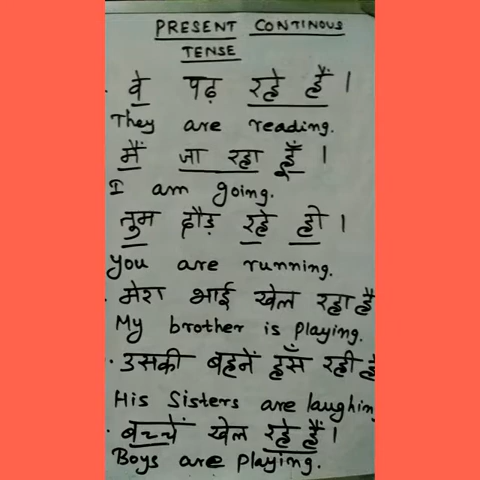 PRESENT CONTINOUS
TENSE
वे पढ़ रहे हैं।
They are reading.
मैं जा रहा हूँ।
I am going.
तुम दौड़ रहे हो।
You are running.
मेरा भाई खेल रहा है
My brother is playing.
उसकी बहनें हँस रही है
His Sisters are laughin
बच्चें खेल रहे हैं।
Boys are playing.